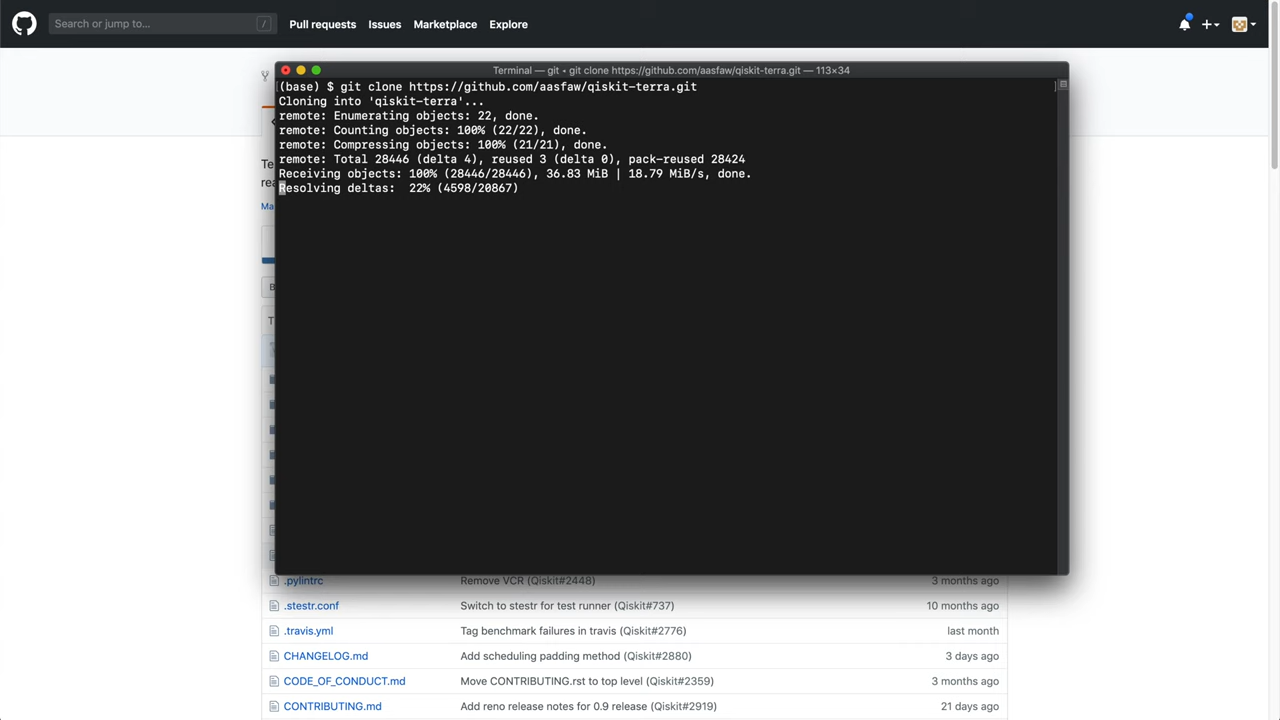 Search or jump to...
/
Pull requests
Issues
Marketplace
Explore
Terminal — git • git clone https://github.com/aasfaw/qiskit-terra.git — 113×34
(base) $ git clone https://github.com/aasfaw/qiskit-terra.git
Cloning into 'qiskit-terra'...
remote: Enumerating objects: 22, done.
remote: Counting objects: 100% (22/22), done.
remote: Compressing objects: 100% (21/21), done.
remote: Total 28446 (delta 4), reused 3 (delta 0), pack-reused 28424
Receiving objects: 100% (28446/28446), 36.83 MiB | 18.79 MiB/s, done.
Resolving deltas:  22% (4598/20867)
.pylintrc Remove VCR (Qiskit#2448) 3 months ago
.stestr.conf Switch to stestr for test runner (Qiskit#737) 10 months ago
.travis.yml Tag benchmark failures in travis (Qiskit#2776) last month
CHANGELOG.md Add scheduling padding method (Qiskit#2880) 3 days ago
CODE_OF_CONDUCT.md Move CONTRIBUTING.rst to top level (Qiskit#2359) 3 months ago
CONTRIBUTING.md Add reno release notes for 0.9 release (Qiskit#2919) 21 days ago